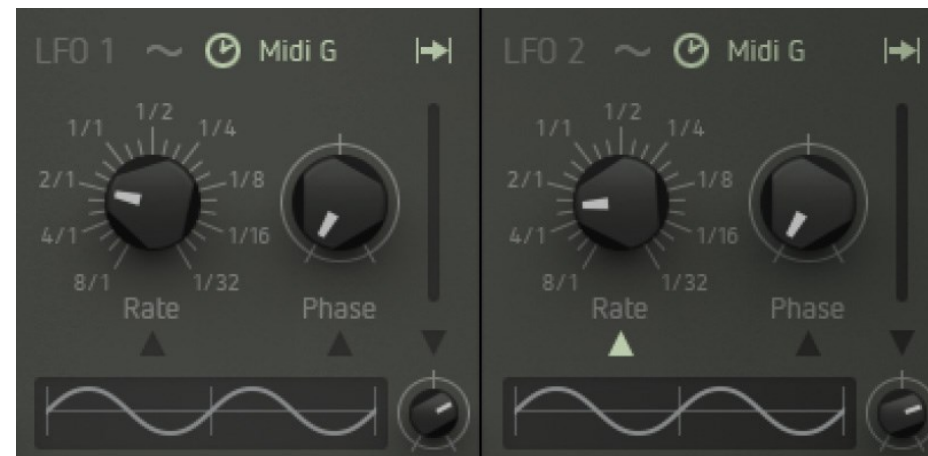 LFO 1 Midi G
1/2
1/1 1/4
2/1 1/8
4/1 1/16
8/1 1/32
Rate Phase
LFO 2 Midi G
1/2
1/1 1/4
2/1 1/8
4/1 1/16
8/1 1/32
Rate Phase